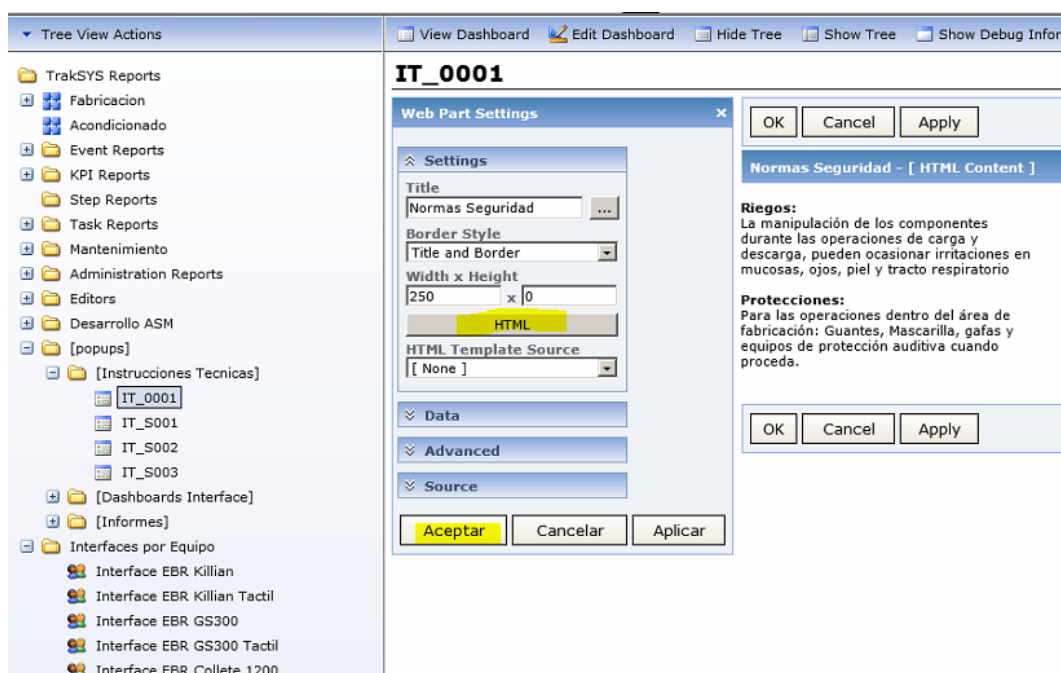 Tree View Actions
View Dashboard Edit Dashboard Hide Tree Show Tree Show Debug Infor
TrakSYS Reports
Fabricacion
Acondicionado
Event Reports
KPI Reports
Step Reports
Task Reports
Mantenimiento
Administration Reports
Editors
Desarrollo ASM
[popups]
[Instrucciones Tecnicas]
IT_0001
IT_S001
IT_S002
IT_S003
[Dashboards Interface]
[Informes]
Interfaces por Equipo
Interface EBR Killian
Interface EBR Killian Tactil
Interface EBR GS300
Interface EBR GS300 Tactil
Interface EBR Collete 1200
IT_0001
Web Part Settings
Settings
Title
Normas Seguridad ...
Border Style
Title and Border
Width x Height
250 x 0
HTML
HTML Template Source
[ None ]
Data
Advanced
Source
Aceptar Cancelar Aplicar
OK Cancel Apply
Normas Seguridad - [ HTML Content ]
Riegos:
La manipulación de los componentes
durante las operaciones de carga y
descarga, pueden ocasionar irritaciones en
mucosas, ojos, piel y tracto respiratorio
Protecciones:
Para las operaciones dentro del área de
fabricación: Guantes, Mascarilla, gafas y
equipos de protección auditiva cuando
proceda.
OK Cancel Apply